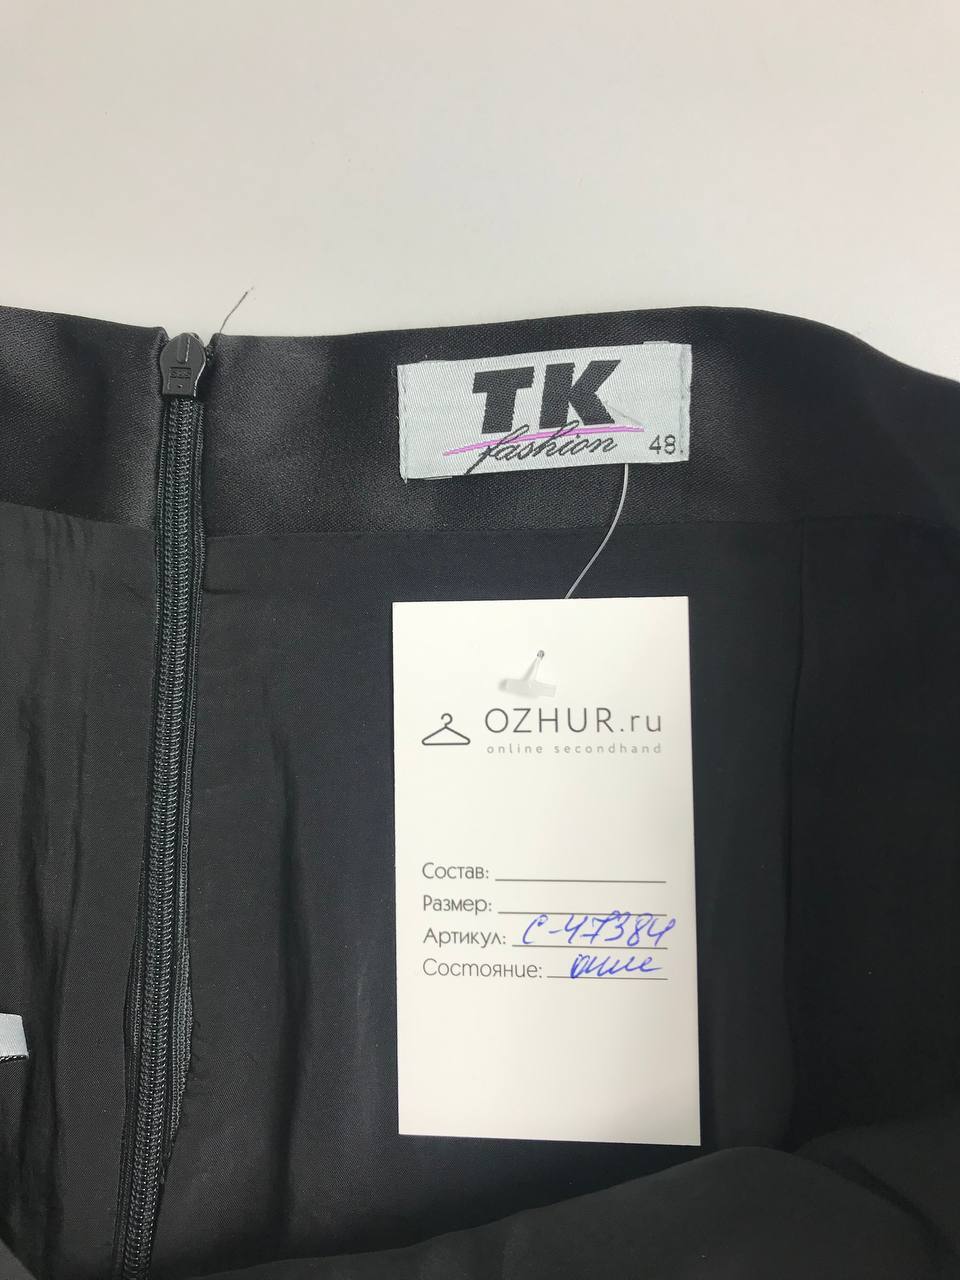 TK
fashion 48
OZHUR.ru
online secondhand
Состав:
Размер:
Артикул: С-47384
Состояние: